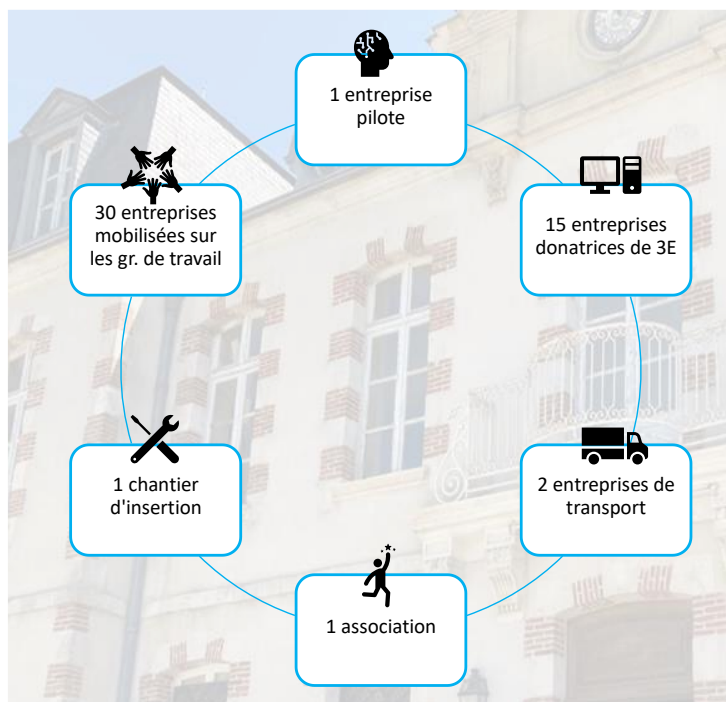 1 entreprise
pilote
15 entreprises
donatrices de 3E
2 entreprises de
transport
1 association
1 chantier
d'insertion
30 entreprises
mobilisées sur
les gr. de travail